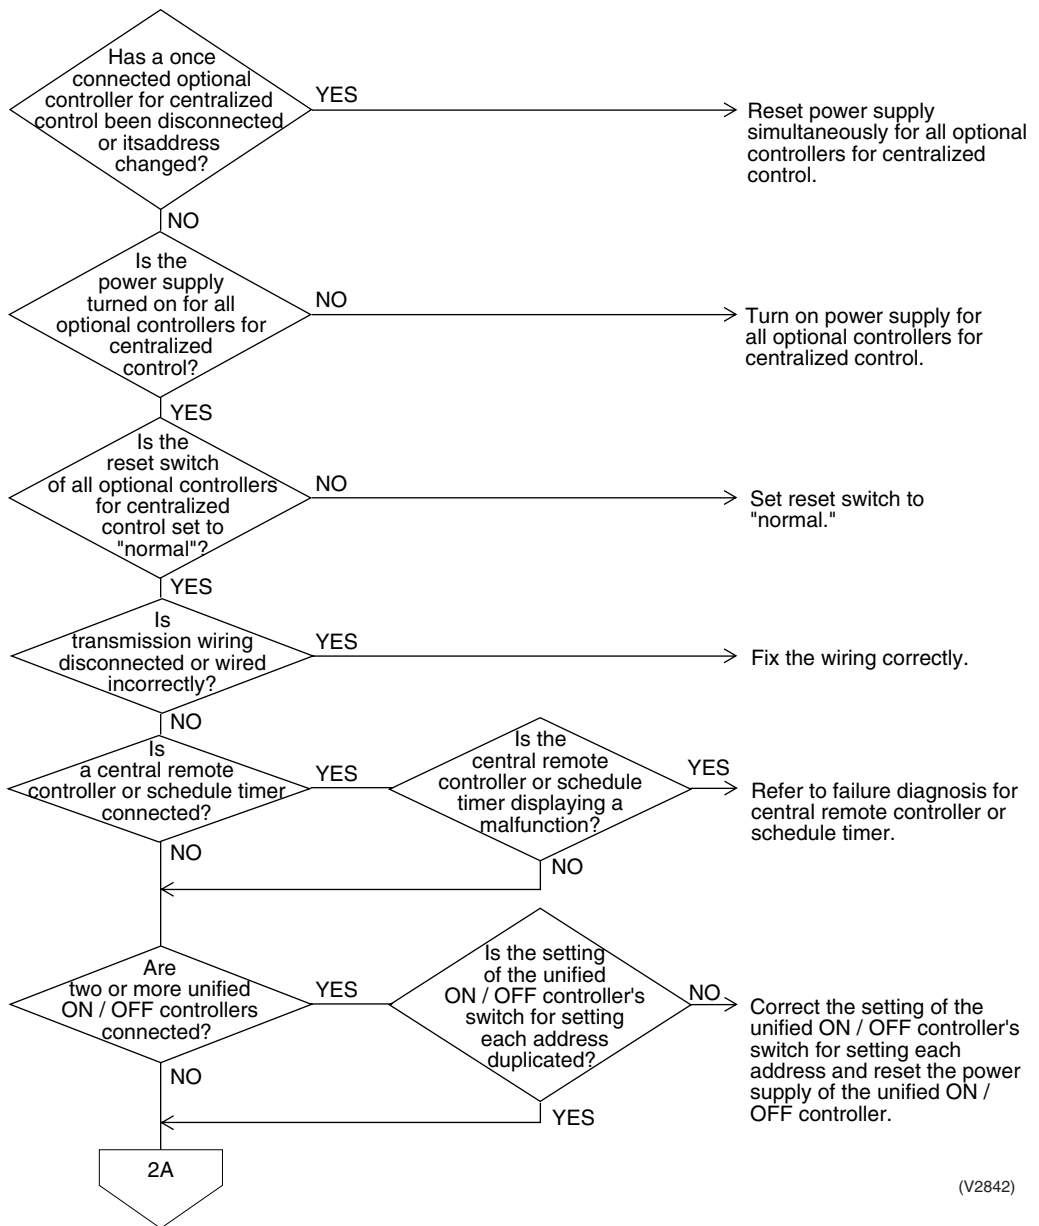 Has a once
connected optional
controller for centralized
control been disconnected
or itsaddress
changed?
YES
Reset power supply
simultaneously for all optional
controllers for centralized
control.
NO
Is the
power supply
turned on for all
optional controllers for
centralized
control?
NO
Turn on power supply for
all optional controllers for
centralized control.
YES
Is the
reset switch
of all optional controllers
for centralized
control set to
"normal"?
NO
Set reset switch to
"normal."
YES
Is
transmission wiring
disconnected or wired
incorrectly?
YES
Fix the wiring correctly.
NO
Is
a central remote
controller or schedule timer
connected?
YES
Is the
central remote
controller or schedule
timer displaying a
malfunction?
YES
Refer to failure diagnosis for
central remote controller or
schedule timer.
NO
NO
Are
two or more unified
ON / OFF controllers
connected?
YES
Is the setting
of the unified
ON / OFF controller's
switch for setting
each address
duplicated?
NO
Correct the setting of the
unified ON / OFF controller's
switch for setting each
address and reset the power
supply of the unified ON /
OFF controller.
NO
YES
2A
(V2842)